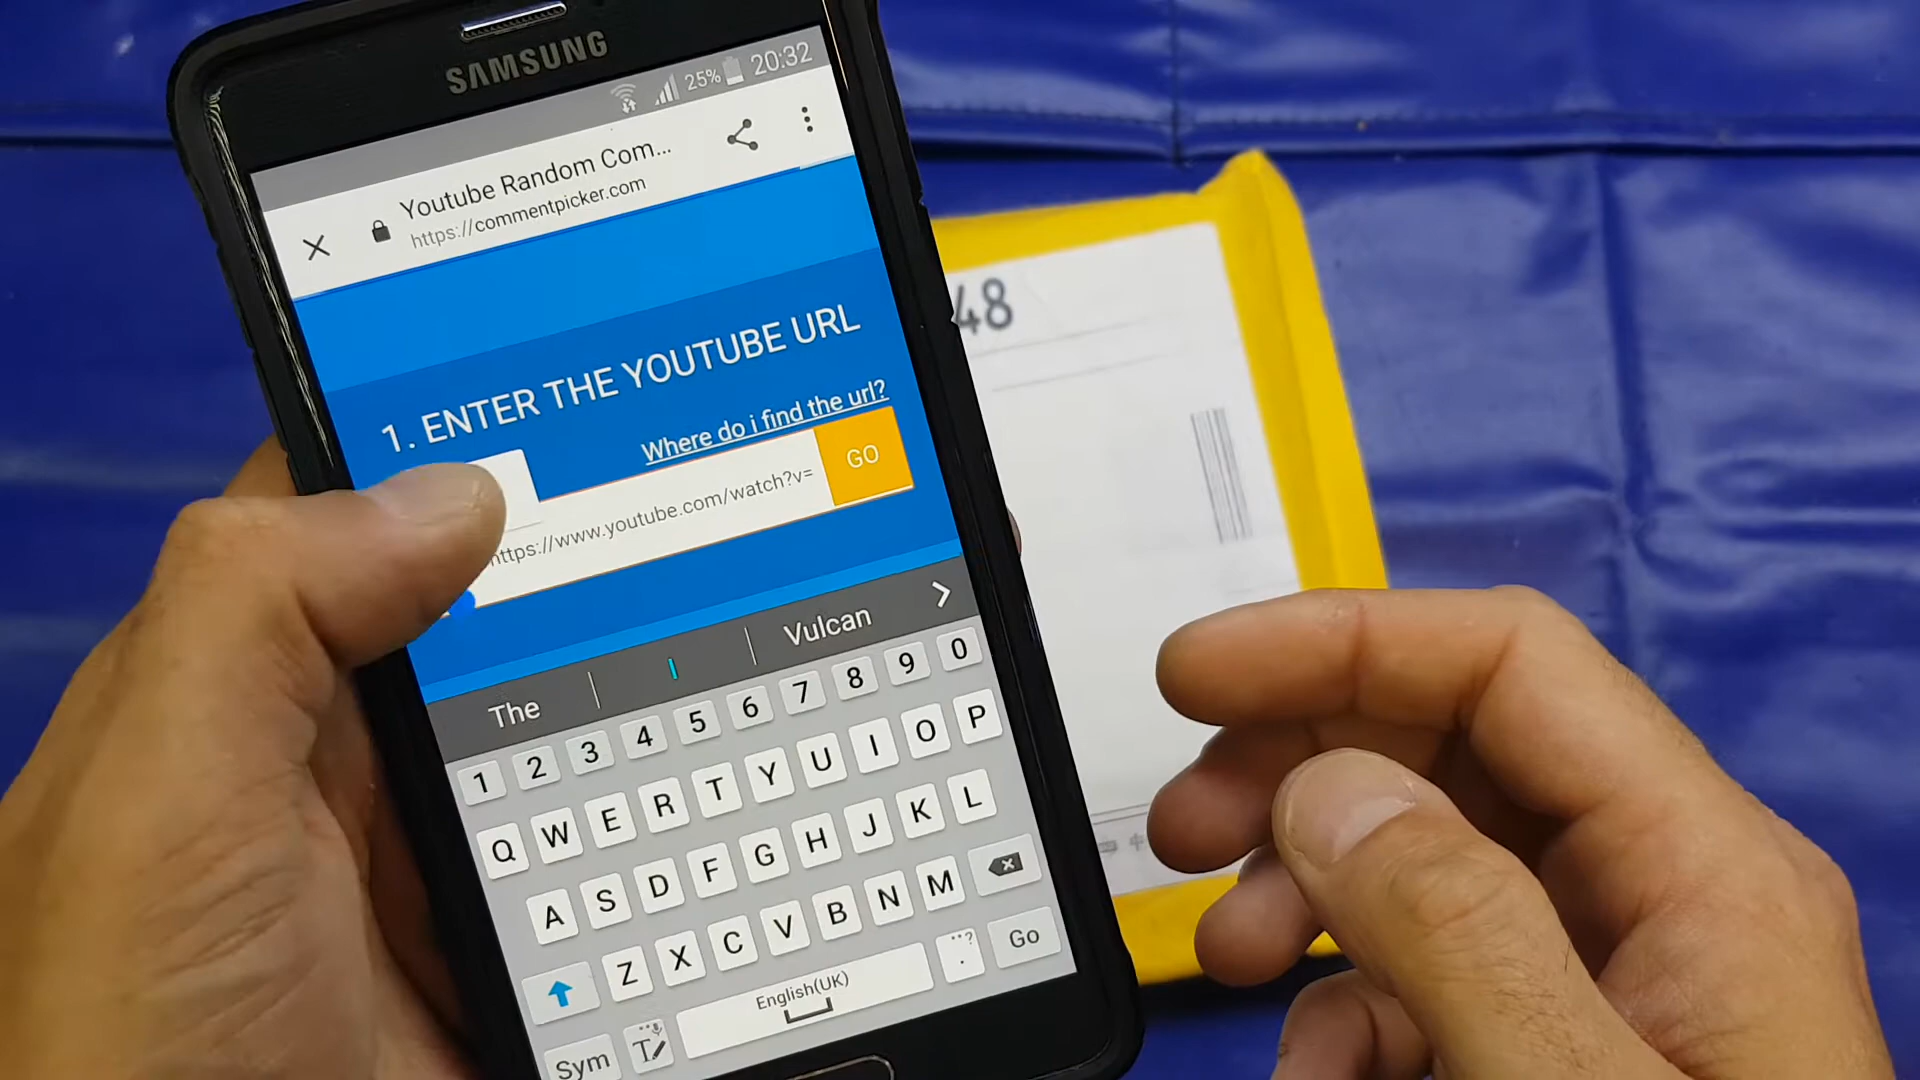 SAMSUNG
25% 20:32
Youtube Random Com...
https://commentpicker.com
1. ENTER THE YOUTUBE URL
Where do i find the url?
https://www.youtube.com/watch?v=
GO
The
I
Vulcan
1 2 3 4 5 6 7 8 9 0
Q W E R T Y U I O P
A S D F G H J K L
Z X C V B N M
Sym
English(UK)
. ,,?
Go
48